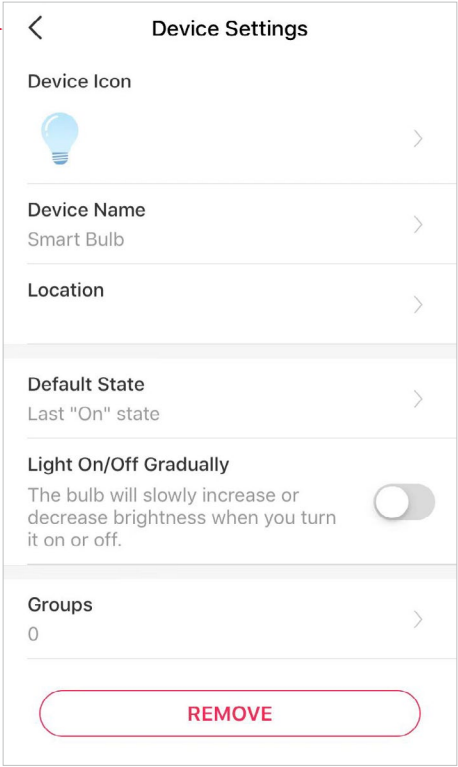 Device Settings
Device Icon
Device Name
Smart Bulb
Location
Default State
Last "On" state
Light On/Off Gradually
The bulb will slowly increase or
decrease brightness when you turn
it on or off.
Groups
0
REMOVE